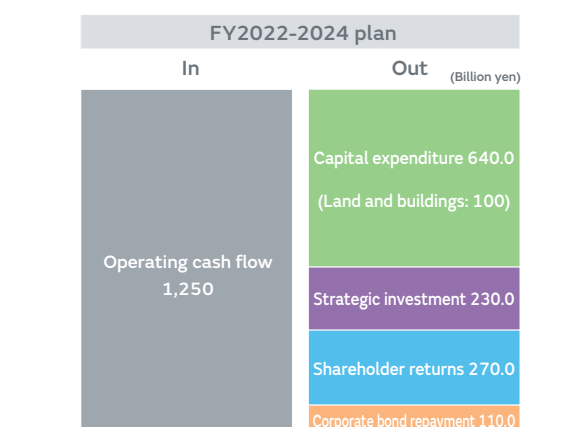 FY2022-2024 plan
In
Out
(Billion yen)
Operating cash flow
1,250
Capital expenditure 640.0
(Land and buildings: 100)
Strategic investment 230.0
Shareholder returns 270.0
Corporate bond repayment 110.0